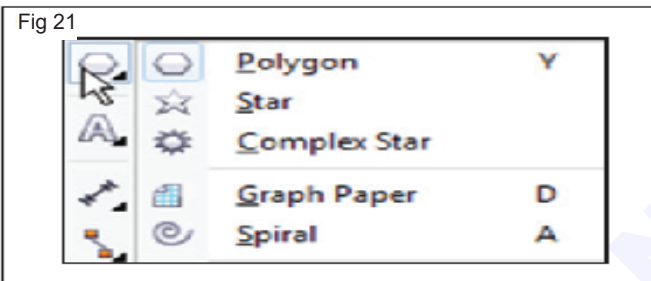 Fig 21
Polygon Y
Star
Complex Star
Graph Paper D
Spiral A